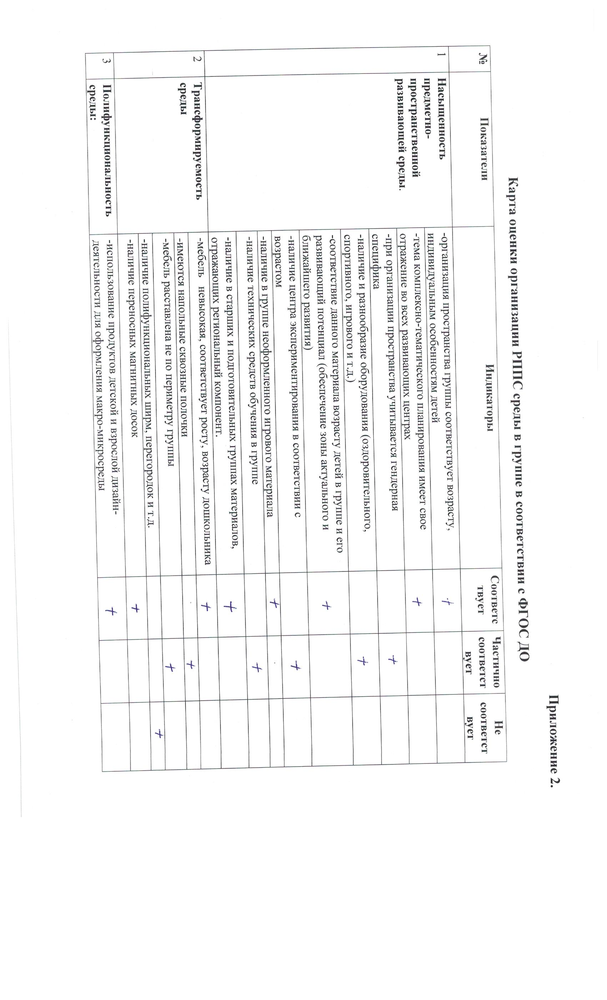 Приложение 2.
Карта оценки организации РППС среды в группе в соответствии с ФГОС ДО
№
Показатели
Индикаторы
Соответс
твует
Частично
соответст
вует
Не
соответст
вует
1
Насыщенность
предметно-
пространственной
развивающей среды.
-организация пространства группы соответствует возрасту,
индивидуальным особенностям детей
+
-тема комплексно-тематического планирования имеет свое
отражение во всех развивающих центрах
+
-при организации пространства учитывается гендерная
специфика
+
-наличие и разнообразие оборудования (оздоровительного,
спортивного, игрового и т.д.)
+
-соответствие данного материала возрасту детей в группе и его
развивающий потенциал (обеспечение зоны актуального и
ближайшего развития)
+
-наличие центра экспериментирования в соответствии с
возрастом
+
-наличие в группе неоформленного игрового материала
+
-наличие технических средств обучения в группе
+
-наличие в старших и подготовительных группах материалов,
отражающих региональный компонент.
+
2
Трансформируемость
среды
-мебель невысокая, соответствует росту, возрасту дошкольника
+
-имеются напольные сквозные полочки
+
-мебель расставлена не по периметру группы
+
-наличие полифункциональных ширм, перегородок и т.д.
+
-наличие переносных магнитных досок
+
3
Полифункциональность
среды:
-использование продуктов детской и взрослой дизайн-
деятельности для оформления макро-микросреды
+